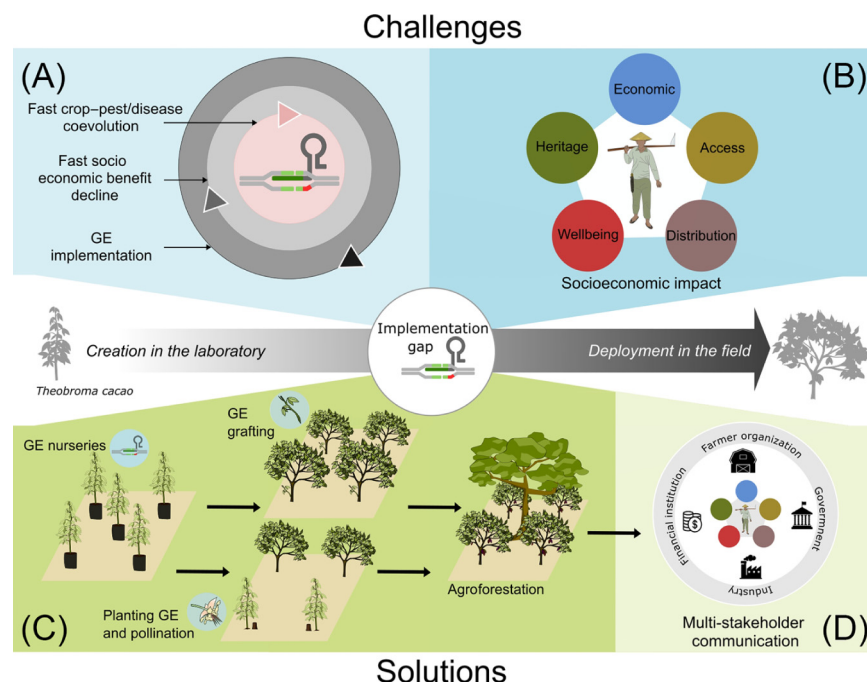 Challenges
(A)
Fast crop–pest/disease
coevolution
Fast socio
economic benefit
decline
GE
implementation
(B)
Economic
Heritage
Access
Wellbeing
Distribution
Socioeconomic impact
Creation in the laboratory
Implementation
gap
Deployment in the field
Theobroma cacao
GE nurseries
GE
grafting
Planting GE
and pollination
Agroforestation
(C)
Farmer organization
Financial institution
Government
Industry
Multi-stakeholder
communication
(D)
Solutions